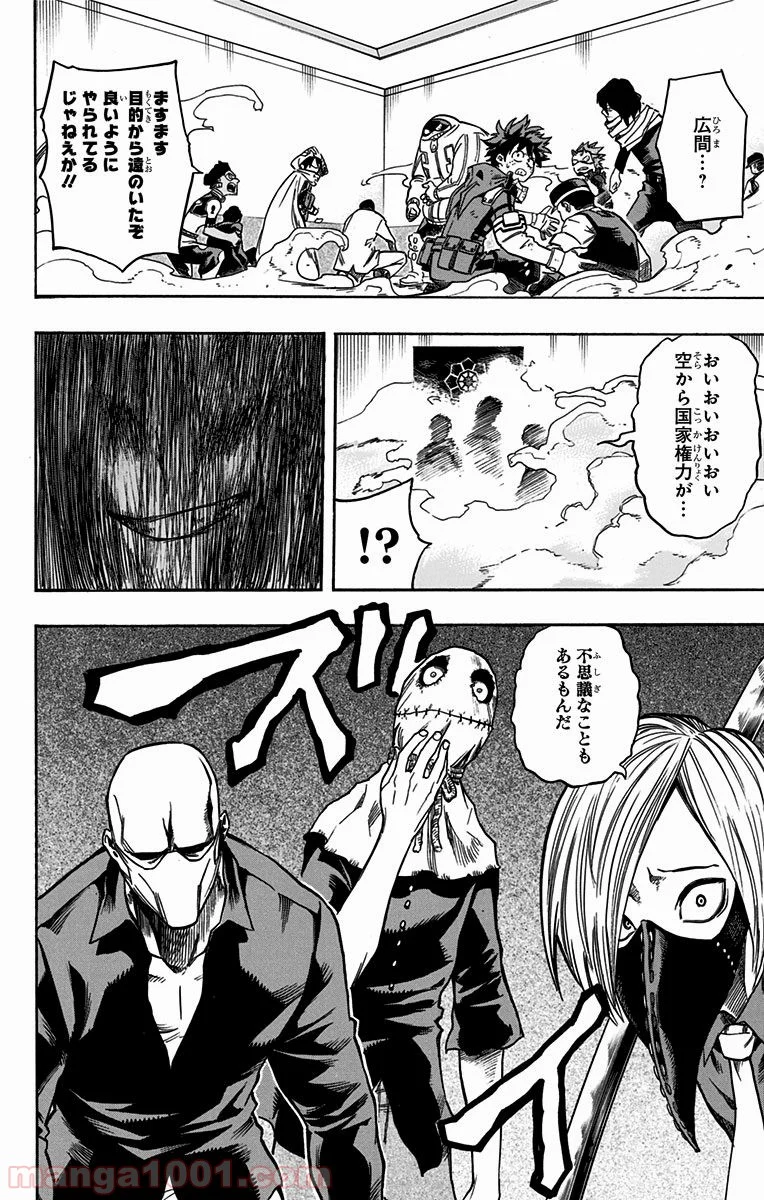 広間…?
ますます
目的から遠のいたぞ
良いように
やられてる
じゃねえか!!
おいおいおいおい
空から国家権力が…
!?
不思議なことも
あるもんだ
ズ
イ
manga1001.com